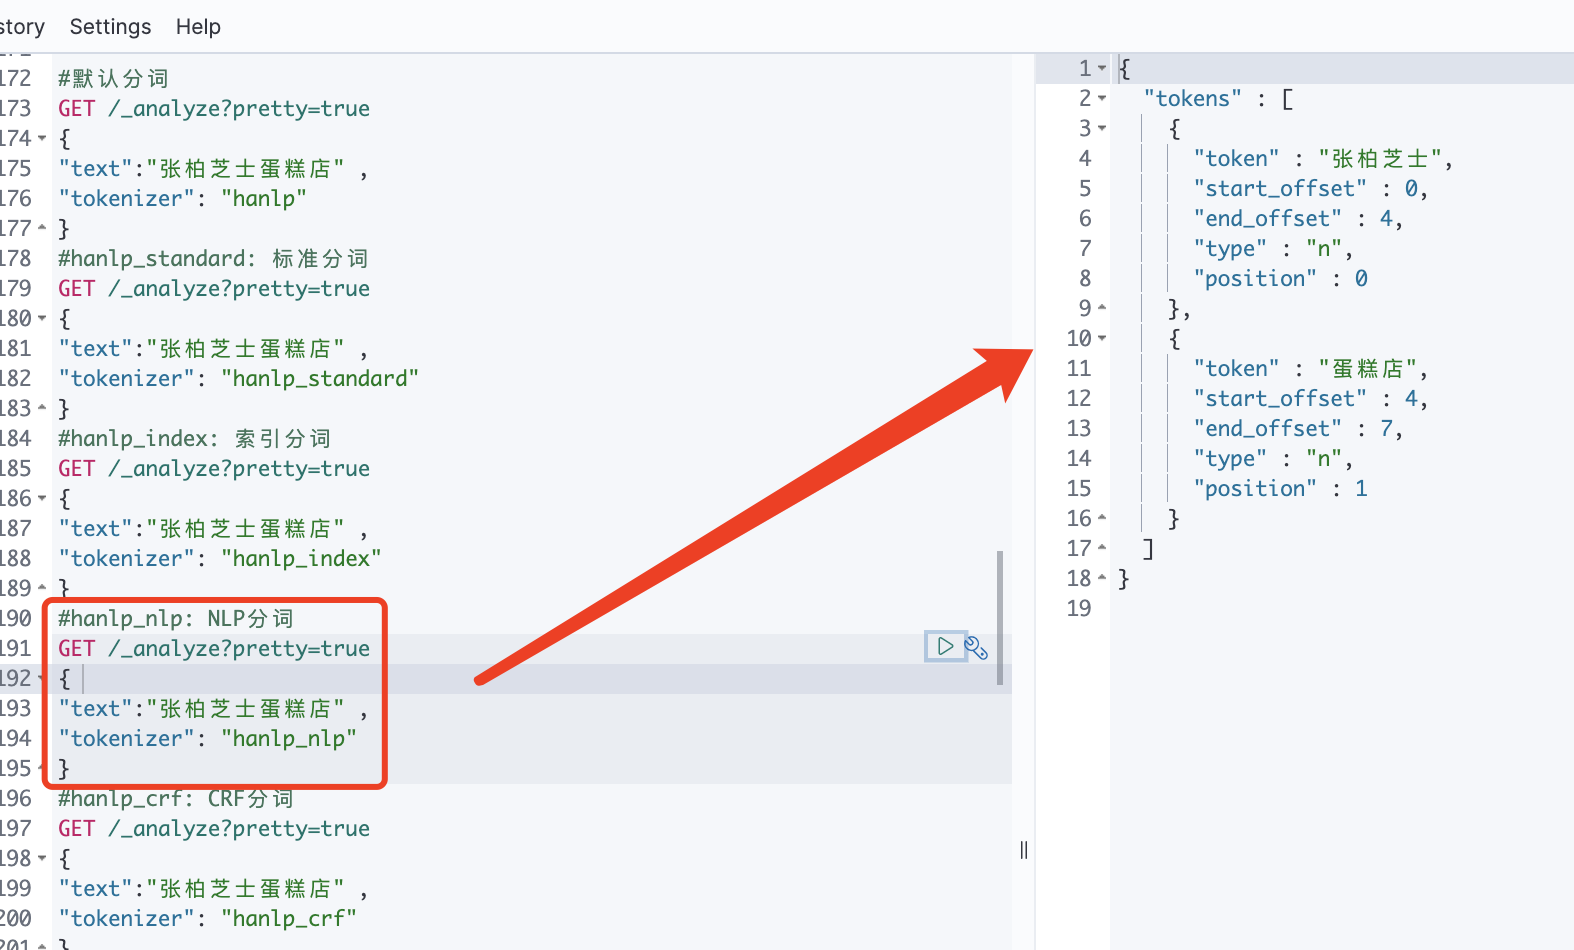 story Settings Help
172 #默认分词
173 GET /_analyze?pretty=true
174 {
175 "text":"张柏芝士蛋糕店" ,
176 "tokenizer": "hanlp"
177 }
178 #hanlp_standard: 标准分词
179 GET /_analyze?pretty=true
180 {
181 "text":"张柏芝士蛋糕店" ,
182 "tokenizer": "hanlp_standard"
183 }
184 #hanlp_index: 索引分词
185 GET /_analyze?pretty=true
186 {
187 "text":"张柏芝士蛋糕店" ,
188 "tokenizer": "hanlp_index"
189 }
190 #hanlp_nlp: NLP分词
191 GET /_analyze?pretty=true
192 {
193 "text":"张柏芝士蛋糕店" ,
194 "tokenizer": "hanlp_nlp"
195 }
196 #hanlp_crf: CRF分词
197 GET /_analyze?pretty=true
198 {
199 "text":"张柏芝士蛋糕店" ,
200 "tokenizer": "hanlp_crf"
201 }
1 {
2 "tokens" : [
3 {
4 "token" : "张柏芝士",
5 "start_offset" : 0,
6 "end_offset" : 4,
7 "type" : "n",
8 "position" : 0
9 },
10 {
11 "token" : "蛋糕店",
12 "start_offset" : 4,
13 "end_offset" : 7,
14 "type" : "n",
15 "position" : 1
16 }
17 ]
18 }
19